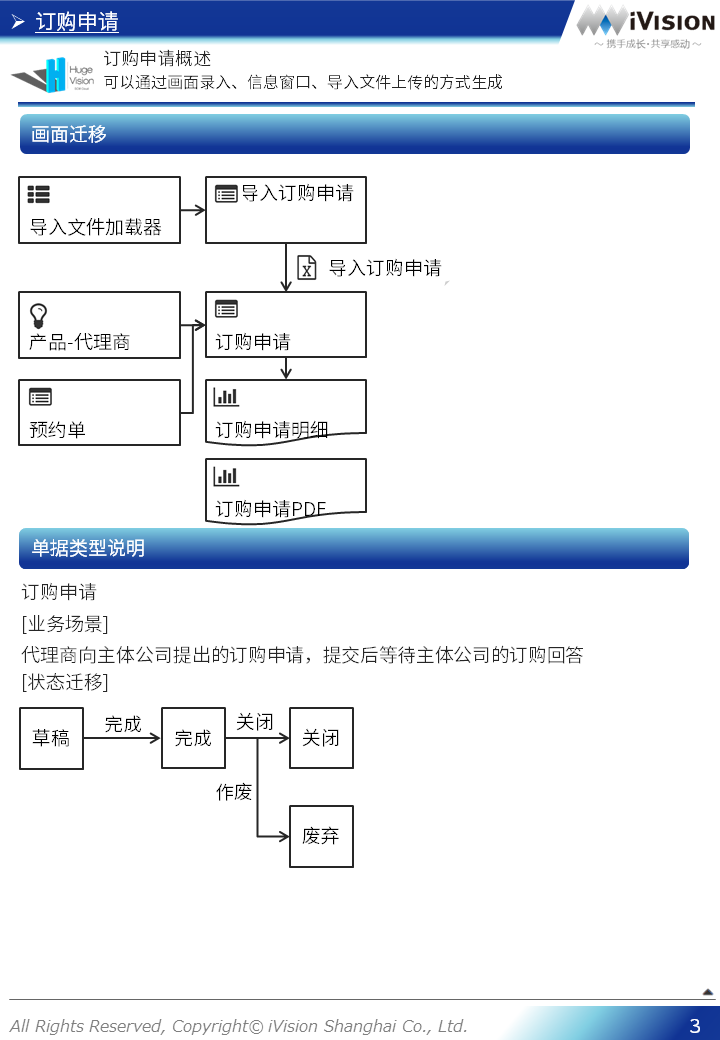 订购申请
iVision
～ 携手成长·共享感动 ～
Huge
Vision
订购申请概述
可以通过画面录入、信息窗口、导入文件上传的方式生成
画面迁移
导入文件加载器
导入订购申请
导入订购申请
产品-代理商
订购申请
预约单
订购申请明细
订购申请PDF
单据类型说明
订购申请
[业务场景]
代理商向主体公司提出的订购申请，提交后等待主体公司的订购回答
[状态迁移]
草稿
完成
完成
关闭
关闭
作废
废弃
All Rights Reserved, Copyright© iVision Shanghai Co., Ltd.
3